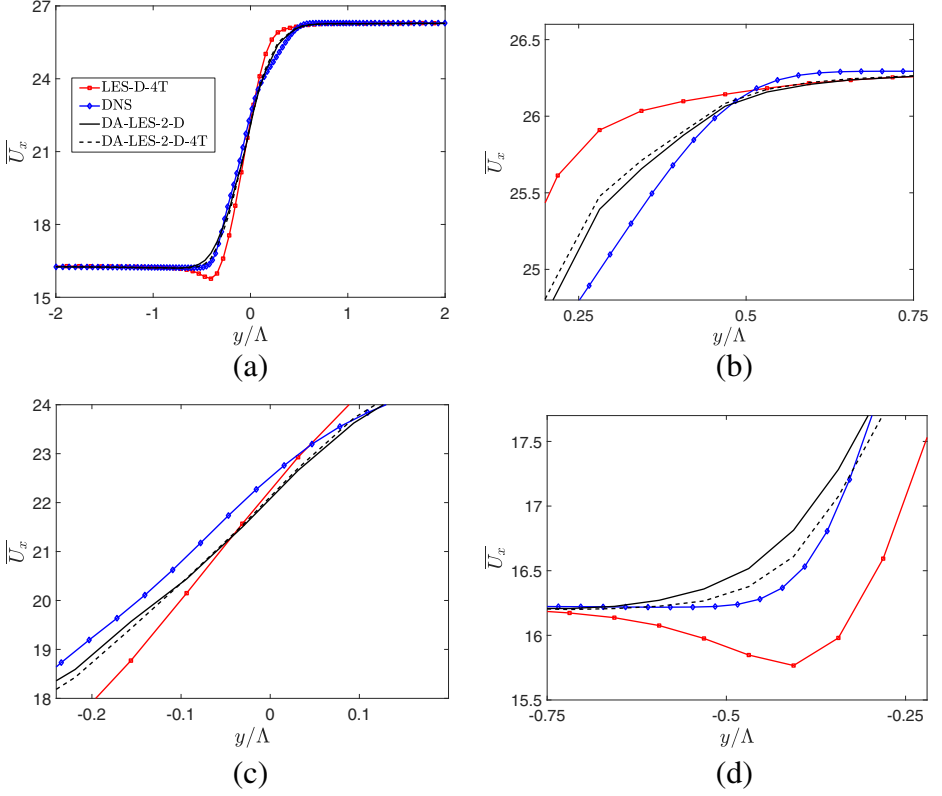 27
24
21
18
15
-2
-1
0
1
2
y/Λ
U_x
LES-D-4T
DNS
DA-LES-2-D
DA-LES-2-D-4T
(a)
26.5
26
25.5
25
0.25
0.5
0.75
y/Λ
U_x
(b)
24
23
22
21
20
19
18
-0.2
-0.1
0
0.1
y/Λ
U_x
(c)
17.5
17
16.5
16
15.5
-0.75
-0.5
-0.25
y/Λ
U_x
(d)